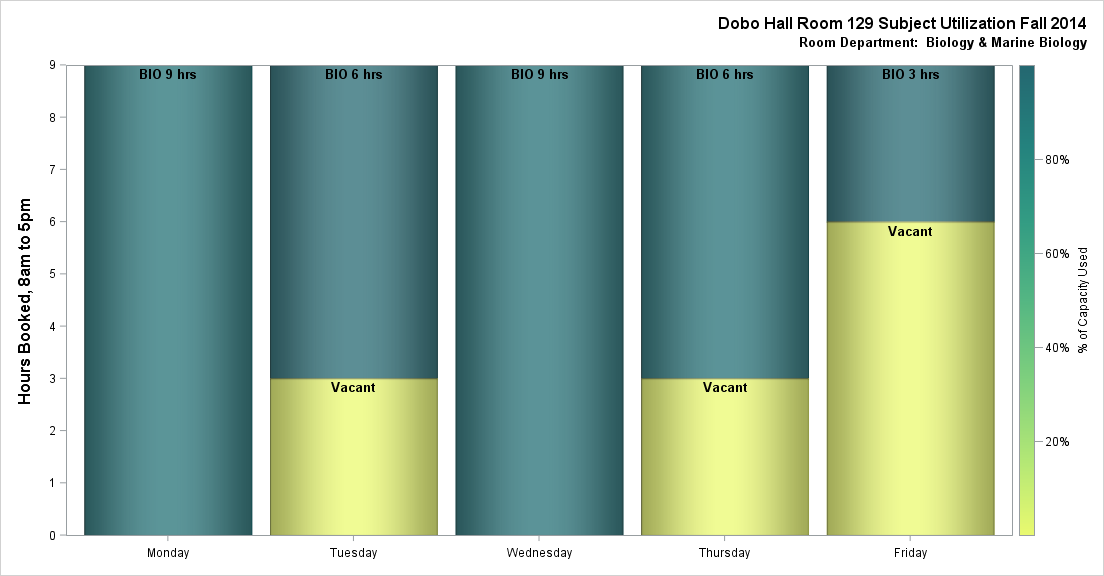 Dobo Hall Room 129 Subject Utilization Fall 2014
Room Department:  Biology & Marine Biology
Hours Booked, 8am to 5pm
9
8
7
6
5
4
3
2
1
0
BIO 9 hrs
BIO 6 hrs
BIO 9 hrs
BIO 6 hrs
BIO 3 hrs
Vacant
Vacant
Vacant
Monday
Tuesday
Wednesday
Thursday
Friday
80%
60%
40%
20%
% of Capacity Used